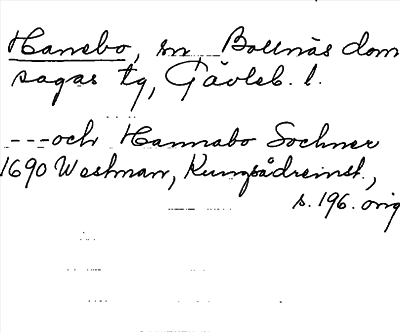 Hanebo, sn Bollnäs dom
sagas tg, Gävleb. l.
---och Hannabo Sochner
1690 Westman, Kungsådreinst.,
s. 196. orig